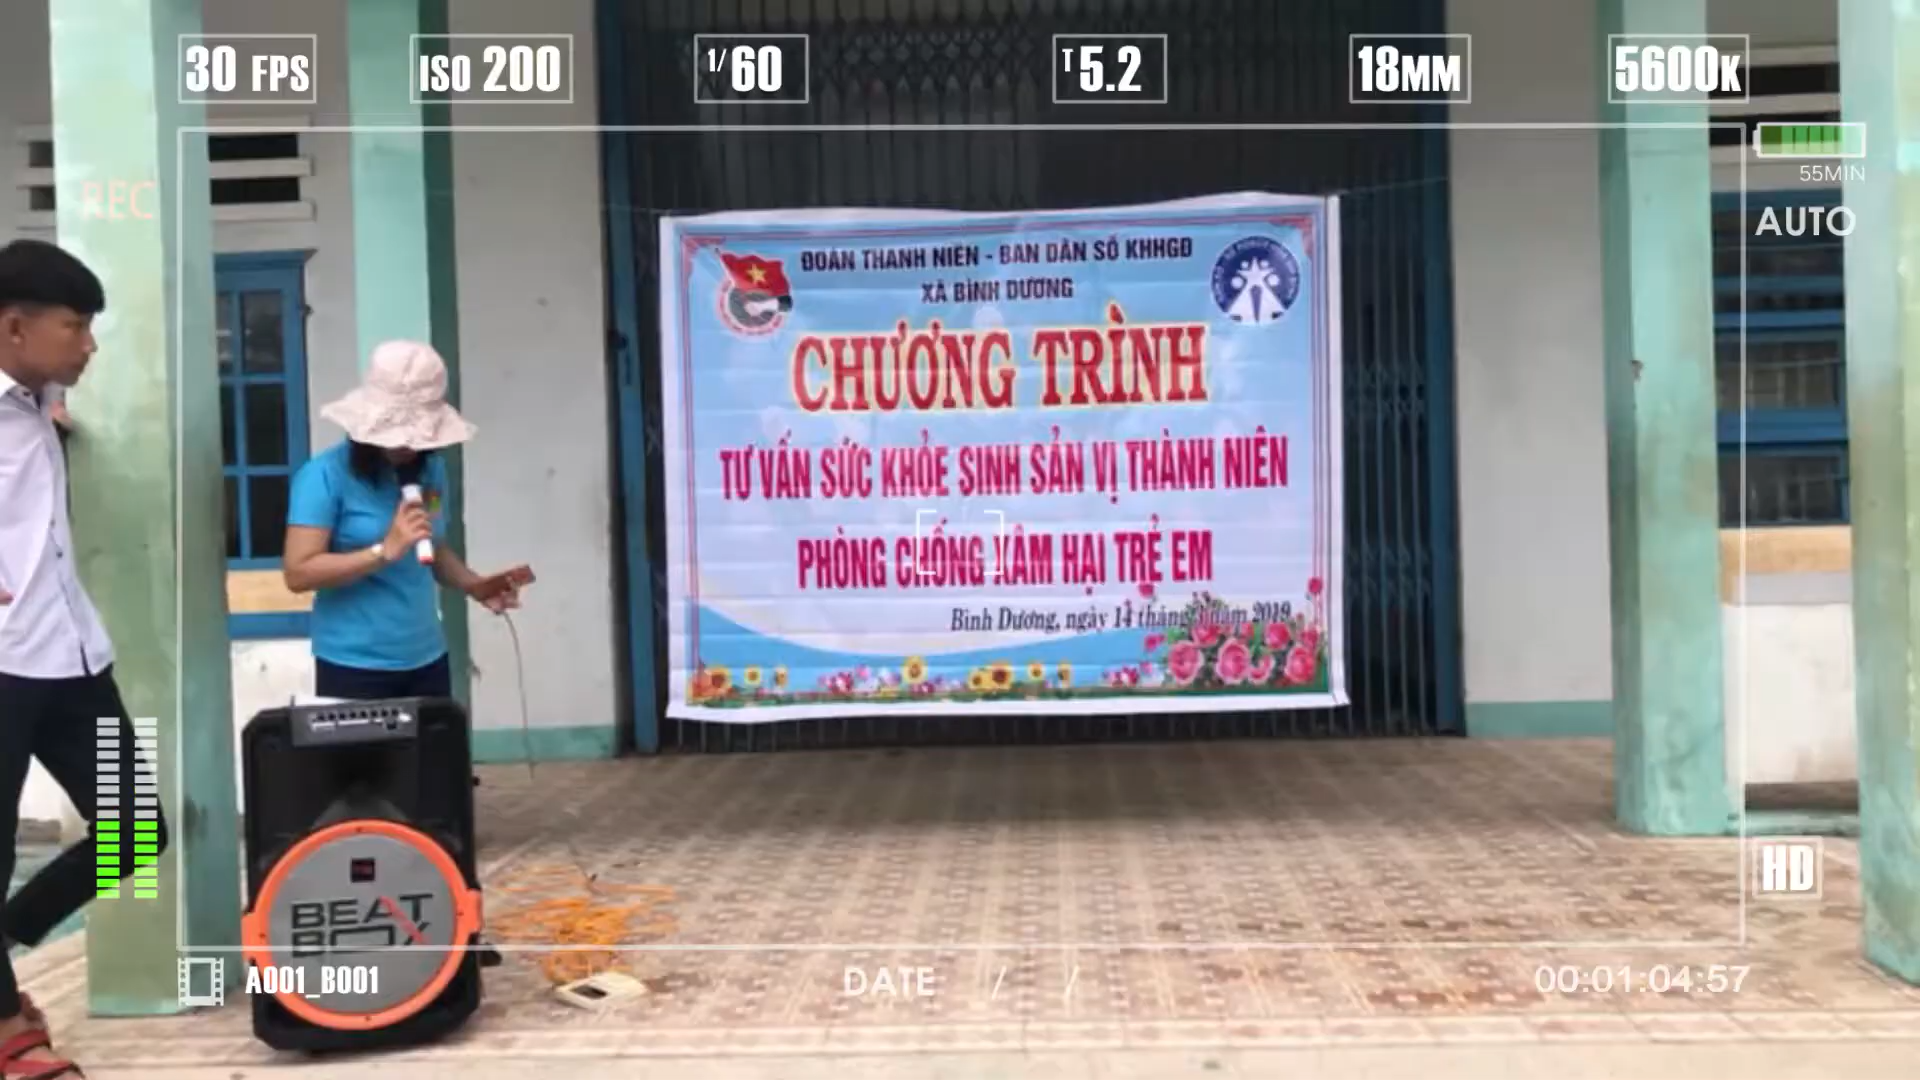 30 FPS
ISO 200
1/60
T5.2
18MM
5600K
REC
55MIN
AUTO
ĐOÀN THANH NIÊN - BAN DÂN SỐ KHHGĐ
XÃ BÌNH DƯƠNG
CHƯƠNG TRÌNH
TƯ VẤN SỨC KHỎE SINH SẢN VỊ THÀNH NIÊN
PHÒNG CHỐNG XÂM HẠI TRẺ EM
Bình Dương, ngày 14 tháng năm 2019
BEAT
BOX
HD
A001_B001
DATE / /
00:01:04:57